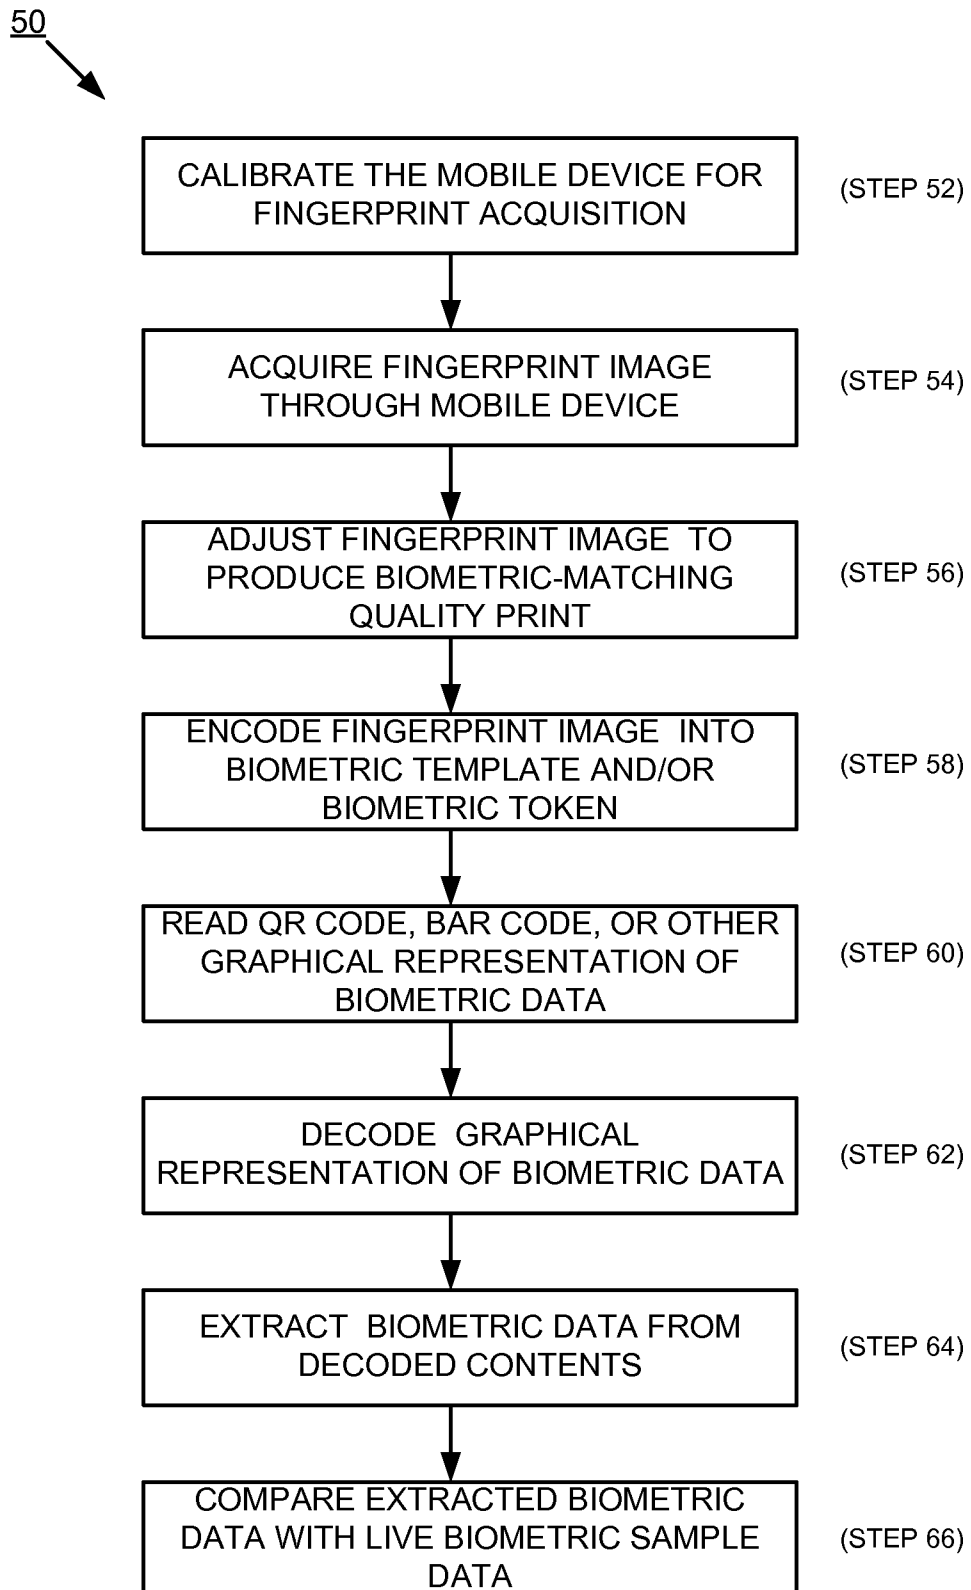 50
CALIBRATE THE MOBILE DEVICE FOR
FINGERPRINT ACQUISITION
(STEP 52)
ACQUIRE FINGERPRINT IMAGE
THROUGH MOBILE DEVICE
(STEP 54)
ADJUST FINGERPRINT IMAGE TO
PRODUCE BIOMETRIC-MATCHING
QUALITY PRINT
(STEP 56)
ENCODE FINGERPRINT IMAGE INTO
BIOMETRIC TEMPLATE AND/OR
BIOMETRIC TOKEN
(STEP 58)
READ QR CODE, BAR CODE, OR OTHER
GRAPHICAL REPRESENTATION OF
BIOMETRIC DATA
(STEP 60)
DECODE GRAPHICAL
REPRESENTATION OF BIOMETRIC DATA
(STEP 62)
EXTRACT BIOMETRIC DATA FROM
DECODED CONTENTS
(STEP 64)
COMPARE EXTRACTED BIOMETRIC
DATA WITH LIVE BIOMETRIC SAMPLE
DATA
(STEP 66)